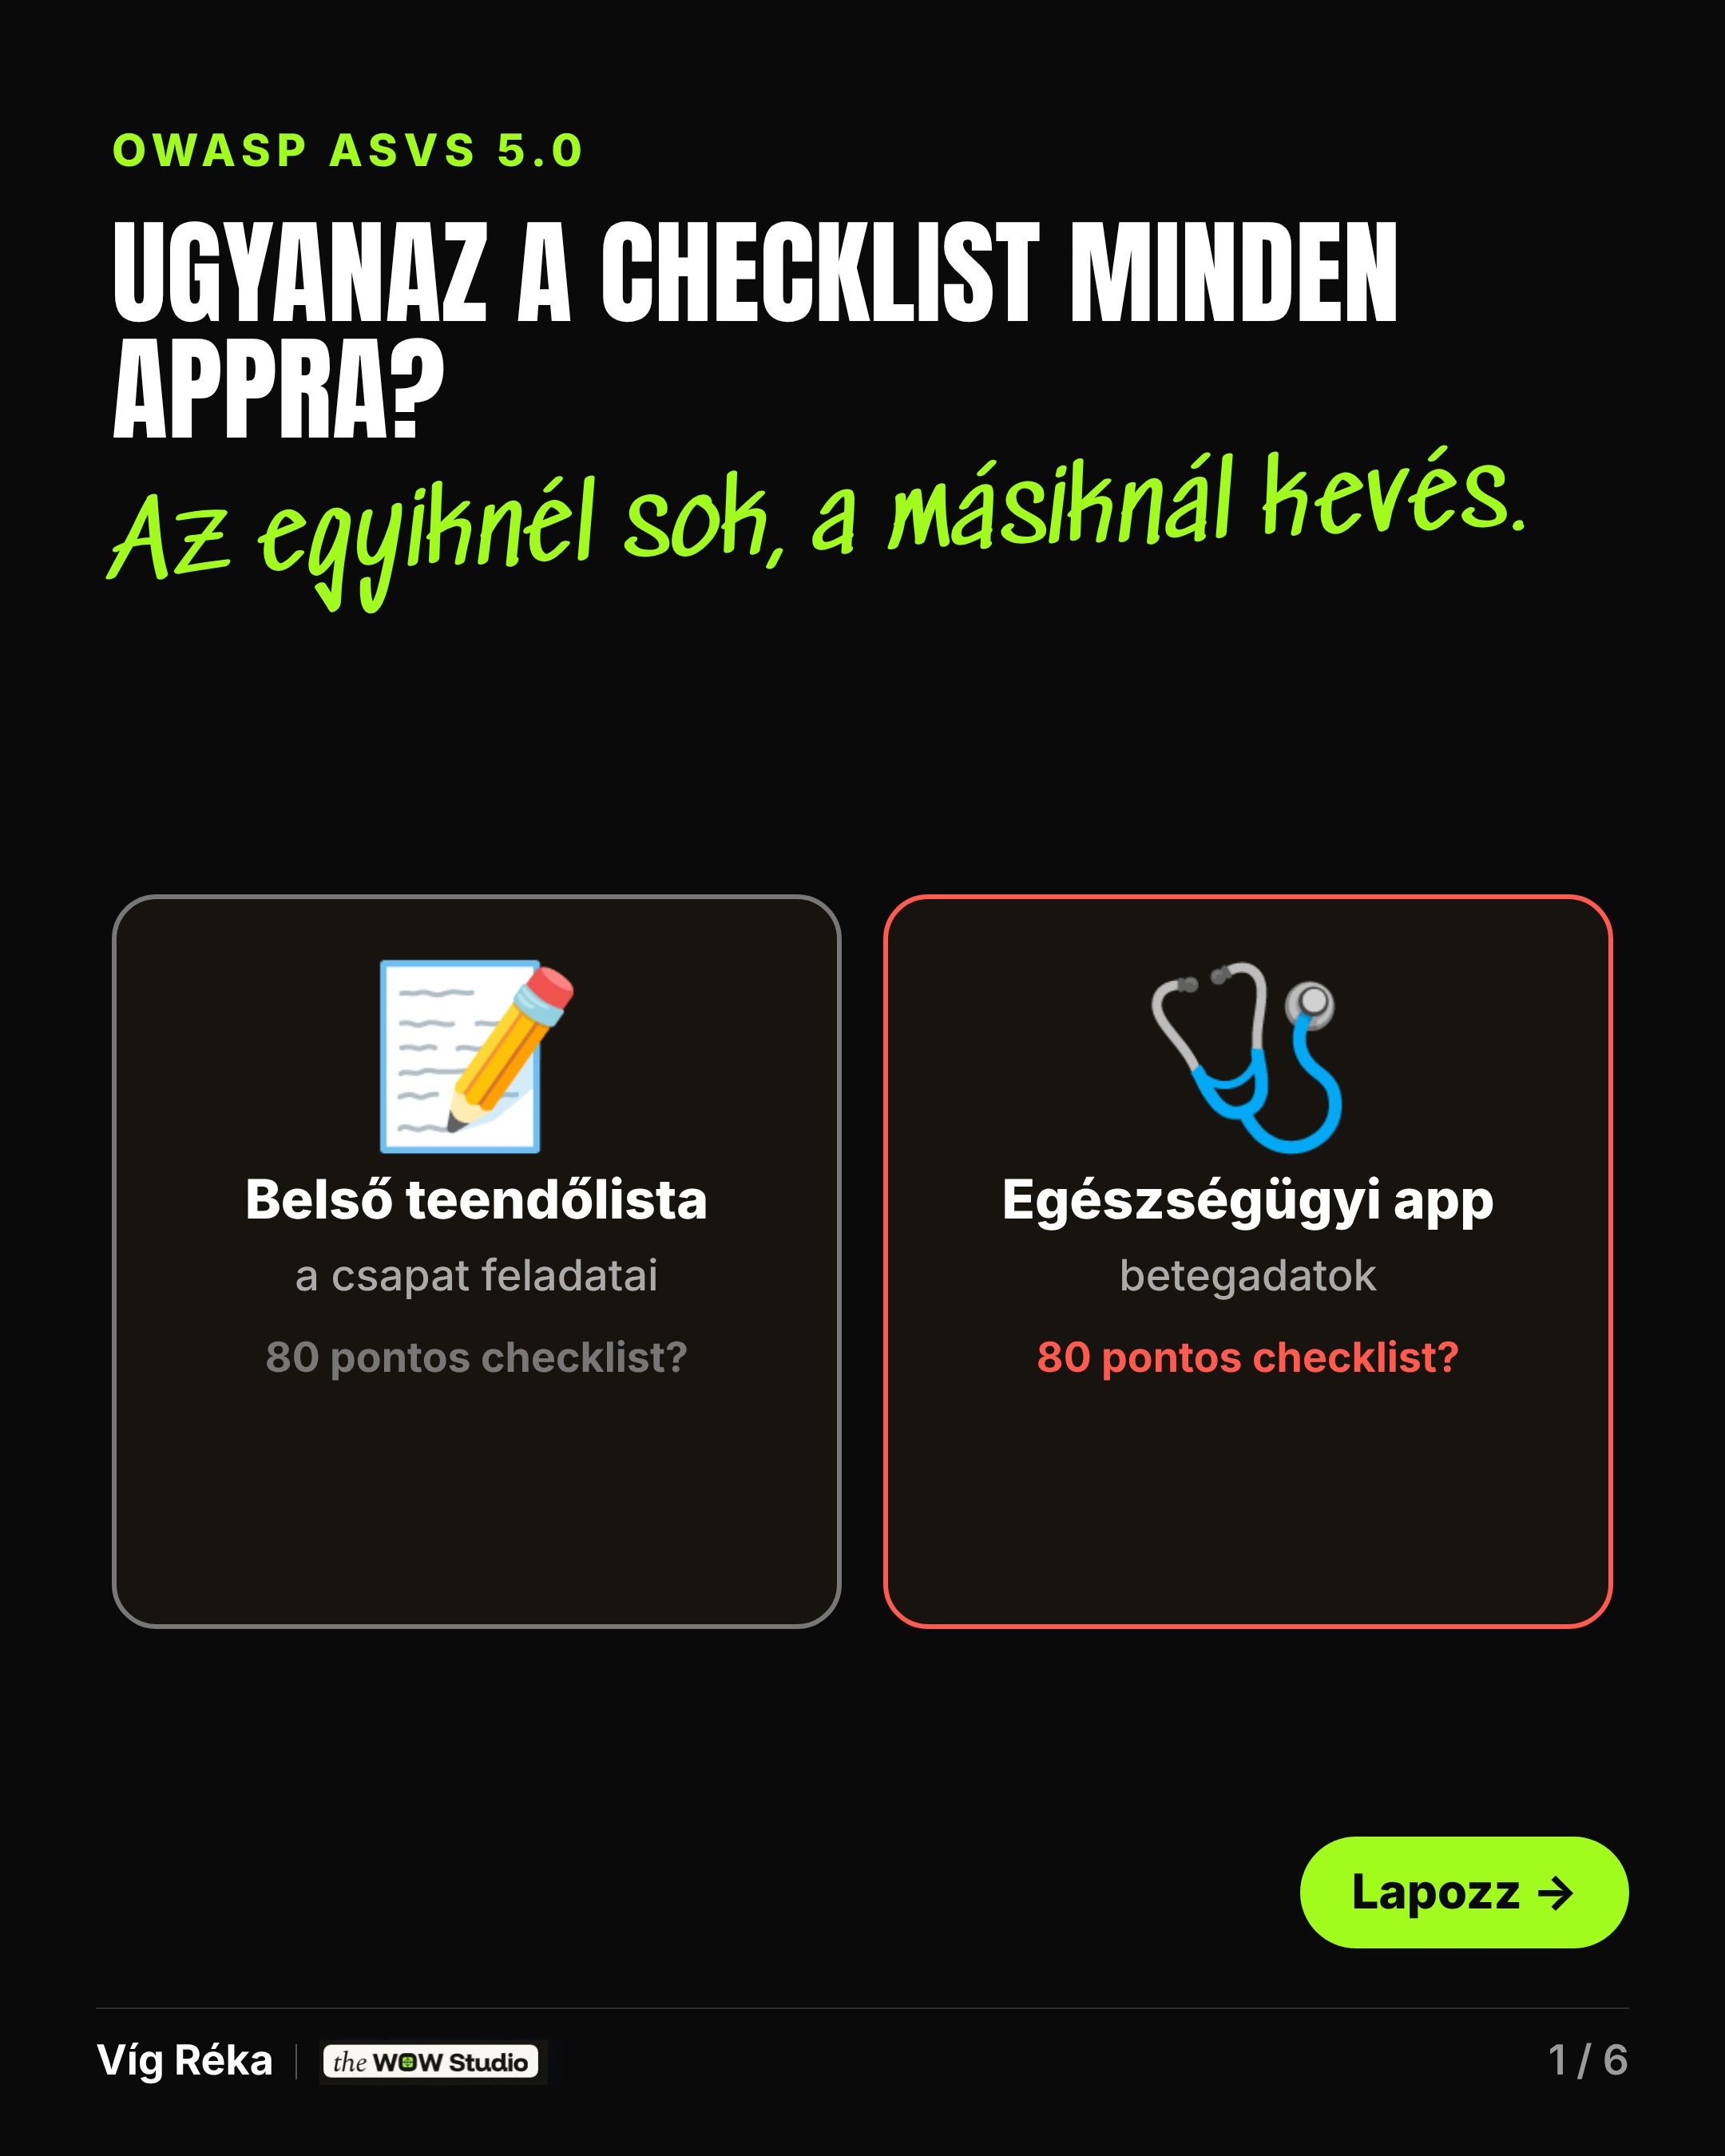 OWASP ASVS 5.0
UGYANAZ A CHECKLIST MINDEN
APPRA?
Az egyiknél sok, a másiknál kevés.
Belső teendőlista
a csapat feladatai
80 pontos checklist?
Egészségügyi app
betegadatok
80 pontos checklist?
Lapozz →
Víg Réka
the WOW Studio
1 / 6